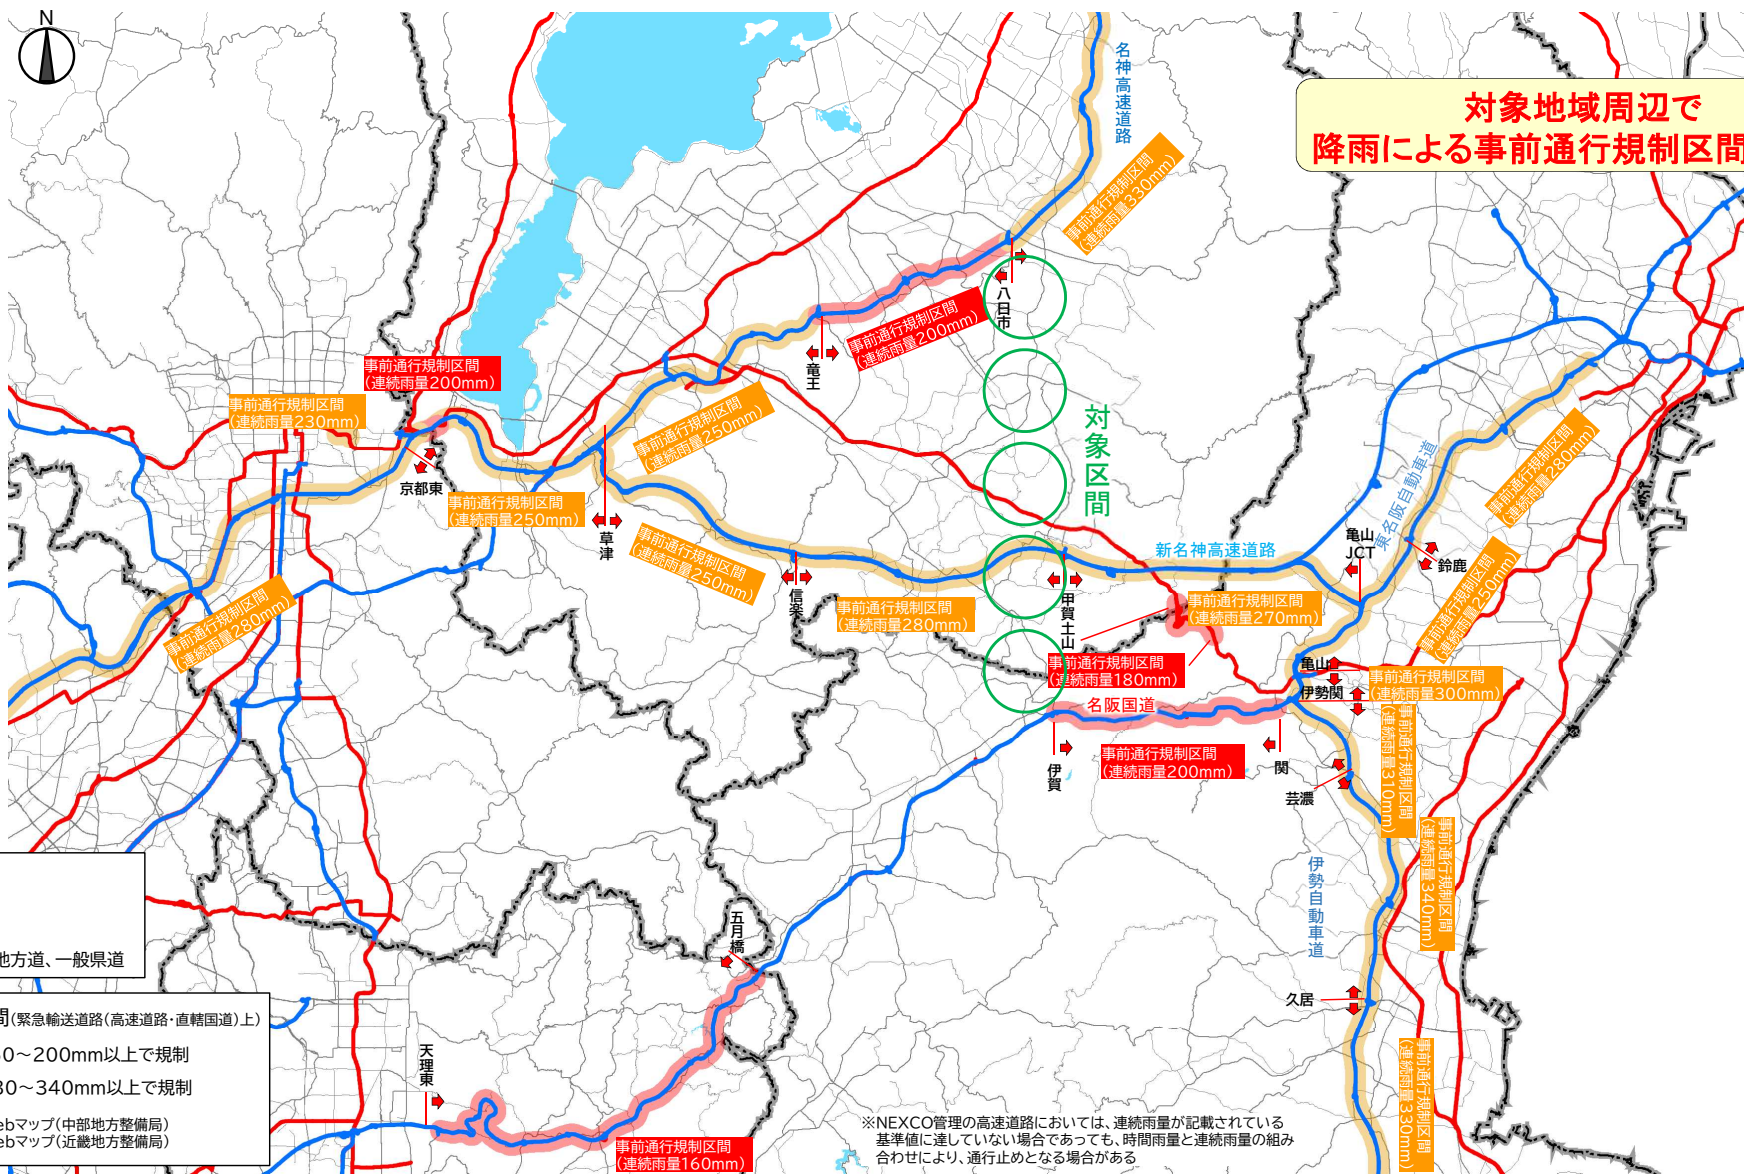 N
対象地域周辺で
降雨による事前通行規制区間
名神高速道路
事前通行規制区間
(連続雨量330mm)
八日市
事前通行規制区間
(連続雨量200mm)
竜王
事前通行規制区間
(連続雨量200mm)
事前通行規制区間
(連続雨量230mm)
京都東
事前通行規制区間
(連続雨量250mm)
事前通行規制区間
(連続雨量250mm)
草津
事前通行規制区間
(連続雨量250mm)
対象区間
信楽
事前通行規制区間
(連続雨量280mm)
事前通行規制区間
(連続雨量280mm)
甲賀土山
新名神高速道路
亀山
JCT
東名阪自動車道
鈴鹿
事前通行規制区間
(連続雨量280mm)
事前通行規制区間
(連続雨量250mm)
事前通行規制区間
(連続雨量270mm)
事前通行規制区間
(連続雨量180mm)
亀山
伊勢関
事前通行規制区間
(連続雨量300mm)
名阪国道
事前通行規制区間
(連続雨量200mm)
伊賀
関
芸濃
事前通行規制区間
(連続雨量310mm)
事前通行規制区間
(連続雨量340mm)
伊勢自動車道
久居
事前通行規制区間
(連続雨量330mm)
五月橋
天理東
事前通行規制区間
(連続雨量160mm)
地方道、一般県道
間(緊急輸送道路(高速道路・直轄国道)上)
0～200mm以上で規制
30～340mm以上で規制
ebマップ(中部地方整備局)
ebマップ(近畿地方整備局)
※NEXCO管理の高速道路においては、連続雨量が記載されている
基準値に達していない場合であっても、時間雨量と連続雨量の組み
合わせにより、通行止めとなる場合がある